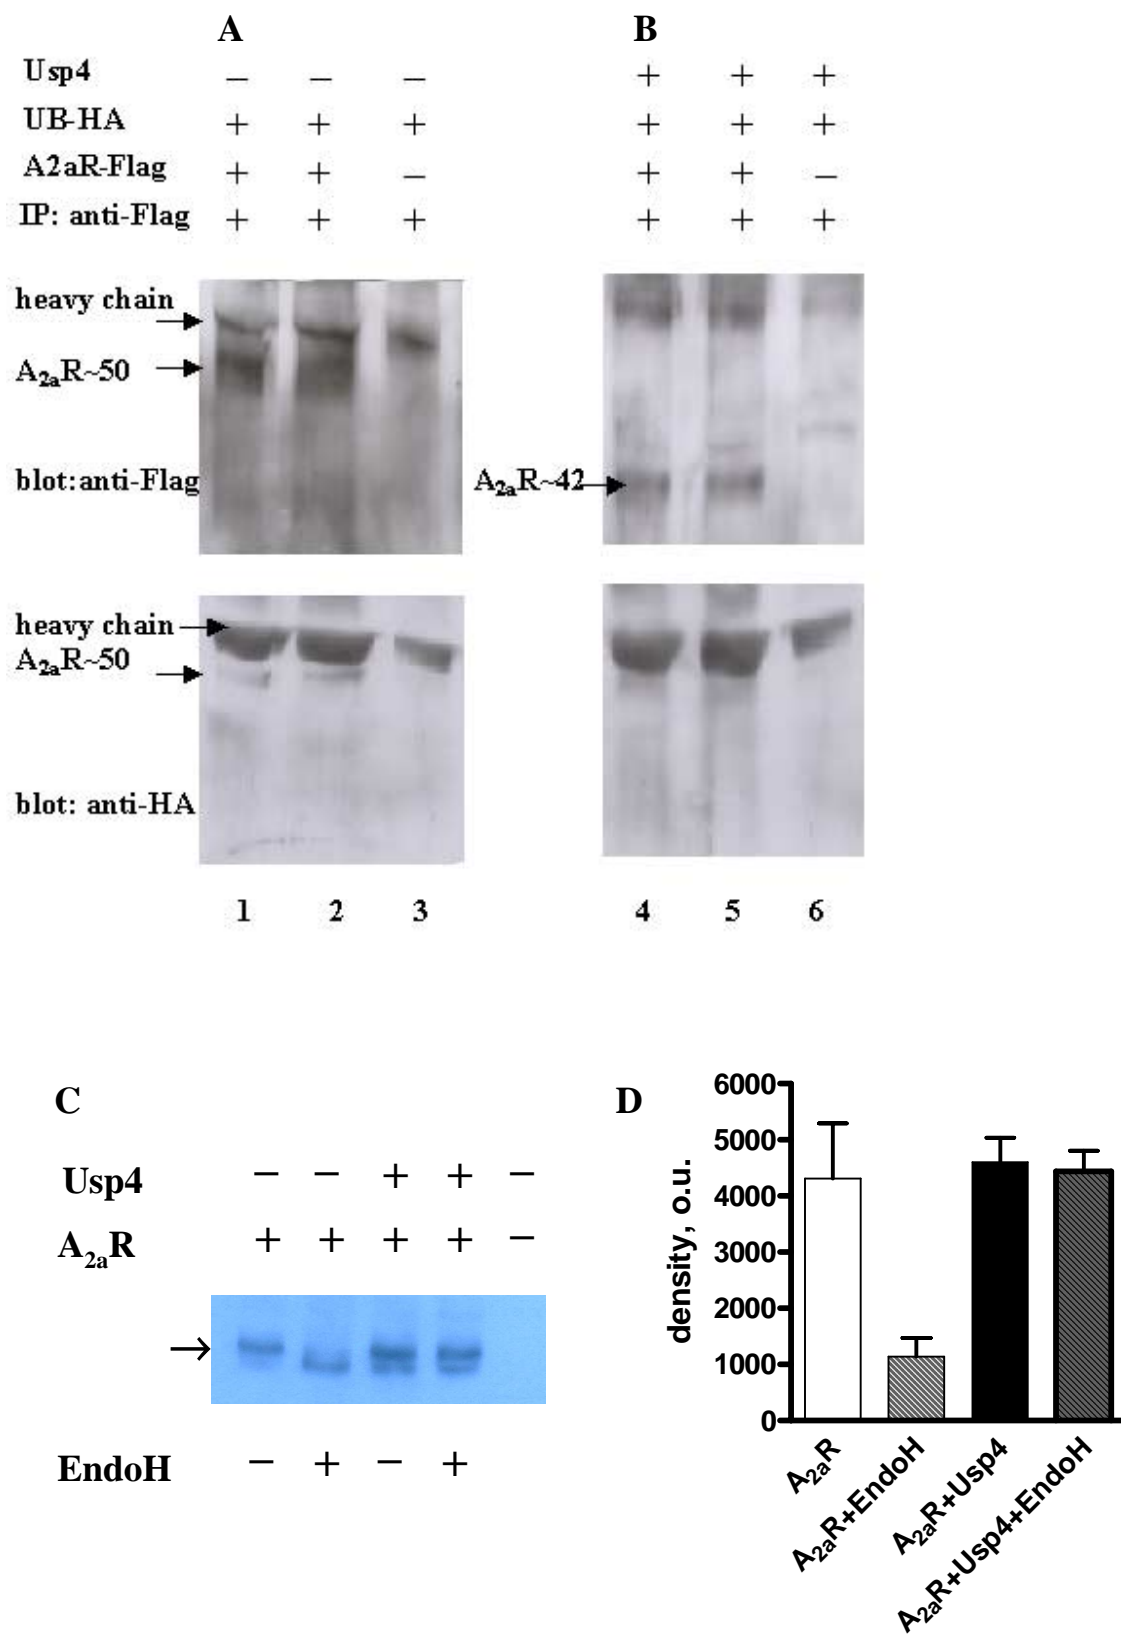 A B
Usp4 – – – + + +
UB-HA + + + + + +
A2aR-Flag + + – + + –
IP: anti-Flag + + + + + +
heavy chain
A2aR~50
blot:anti-Flag A2aR~42
heavy chain
A2aR~50
blot: anti-HA
1 2 3 4 5 6
C
Usp4 – – + + –
A2aR + + + + –
EndoH – + – +
D
density, o.u.
6000
5000
4000
3000
2000
1000
0
A2aR
A2aR+EndoH
A2aR+Usp4
A2aR+Usp4+EndoH